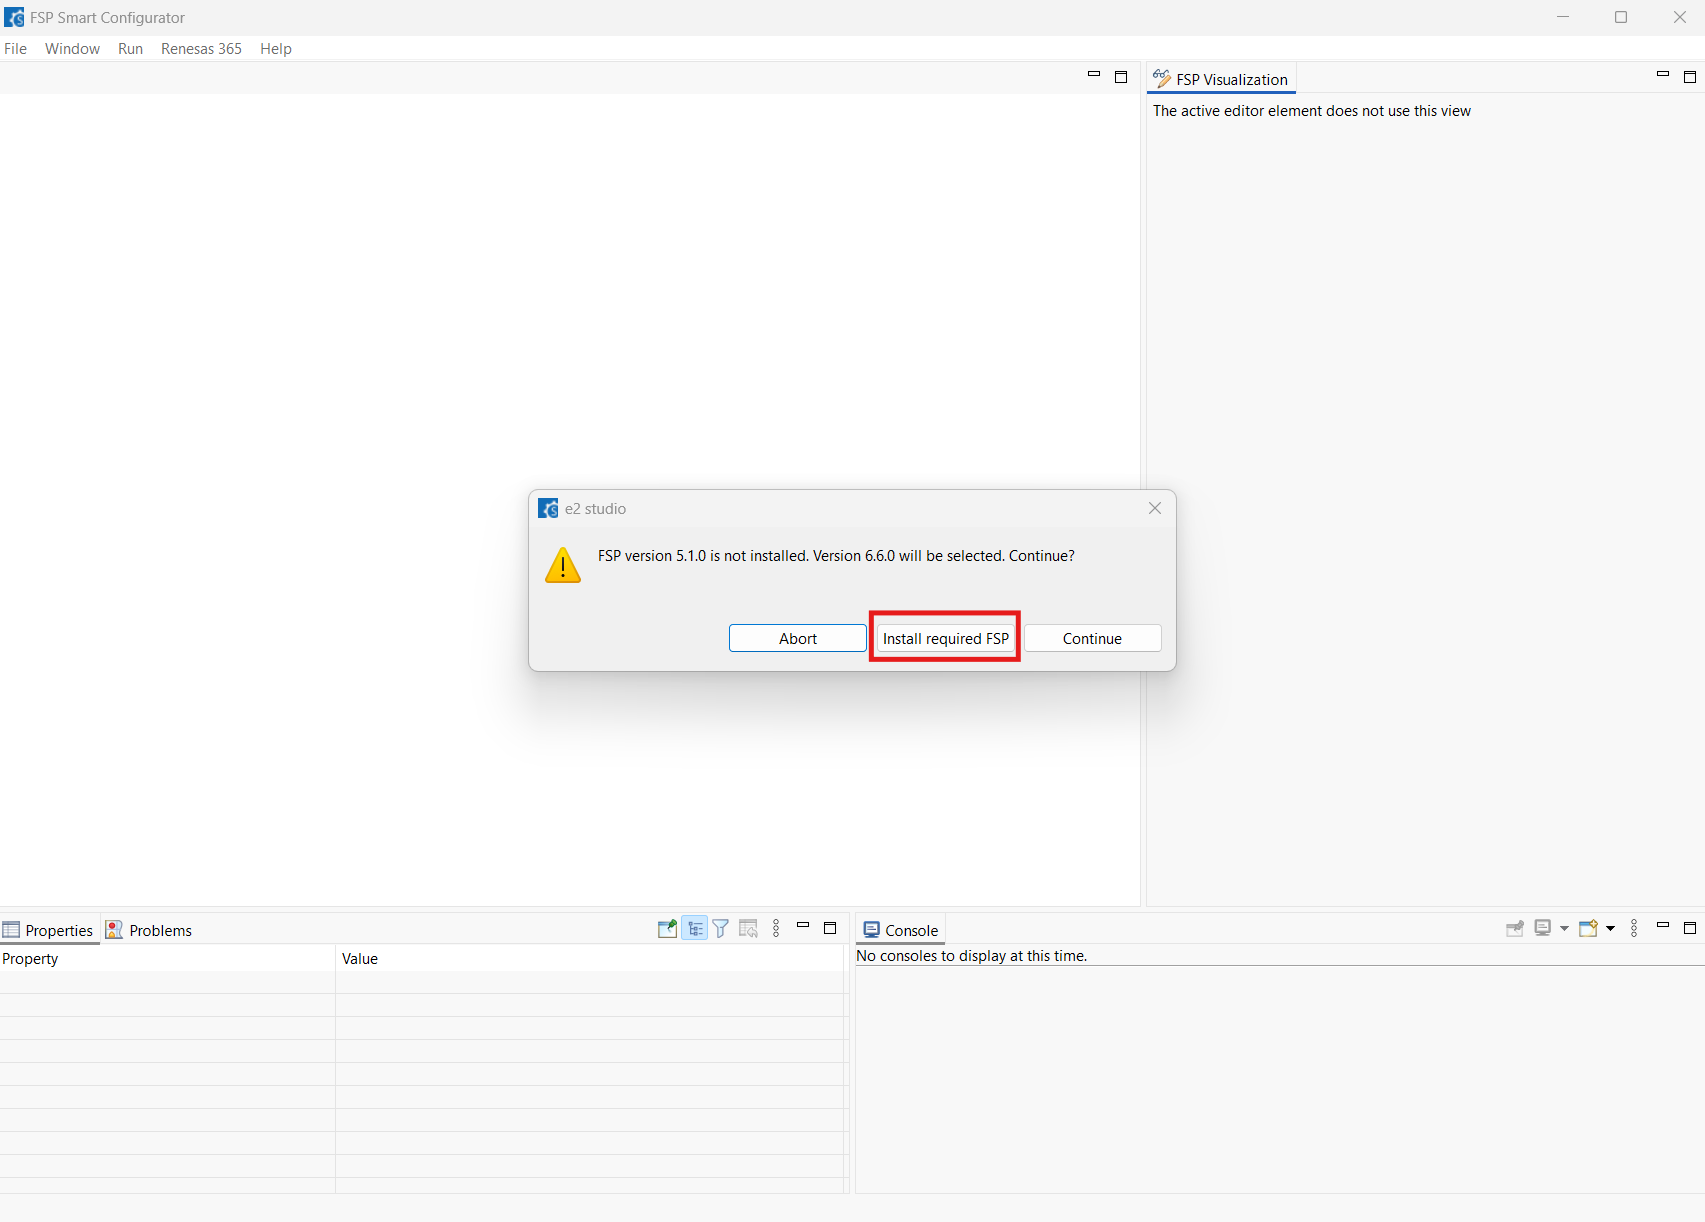 FSP Smart Configurator
File Window Run Renesas 365 Help
FSP Visualization
The active editor element does not use this view
e2 studio
FSP version 5.1.0 is not installed. Version 6.6.0 will be selected. Continue?
Abort Install required FSP Continue
Properties Problems
Property Value
Console
No consoles to display at this time.